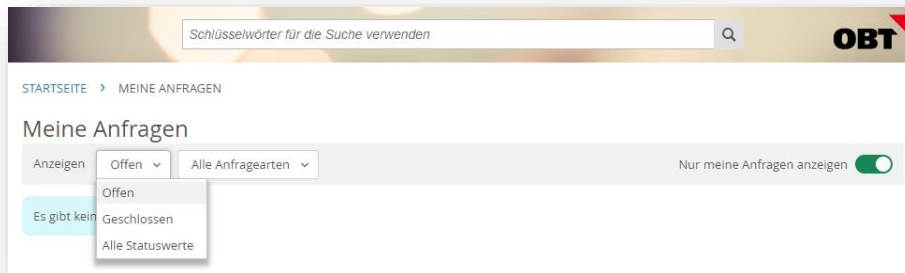 Schlüsselwörter für die Suche verwenden
OBT
STARTSEITE > MEINE ANFRAGEN
Meine Anfragen
Anzeigen Offen Alle Anfragearten Nur meine Anfragen anzeigen
Offen
Es gibt kein
Geschlossen
Alle Statuswerte